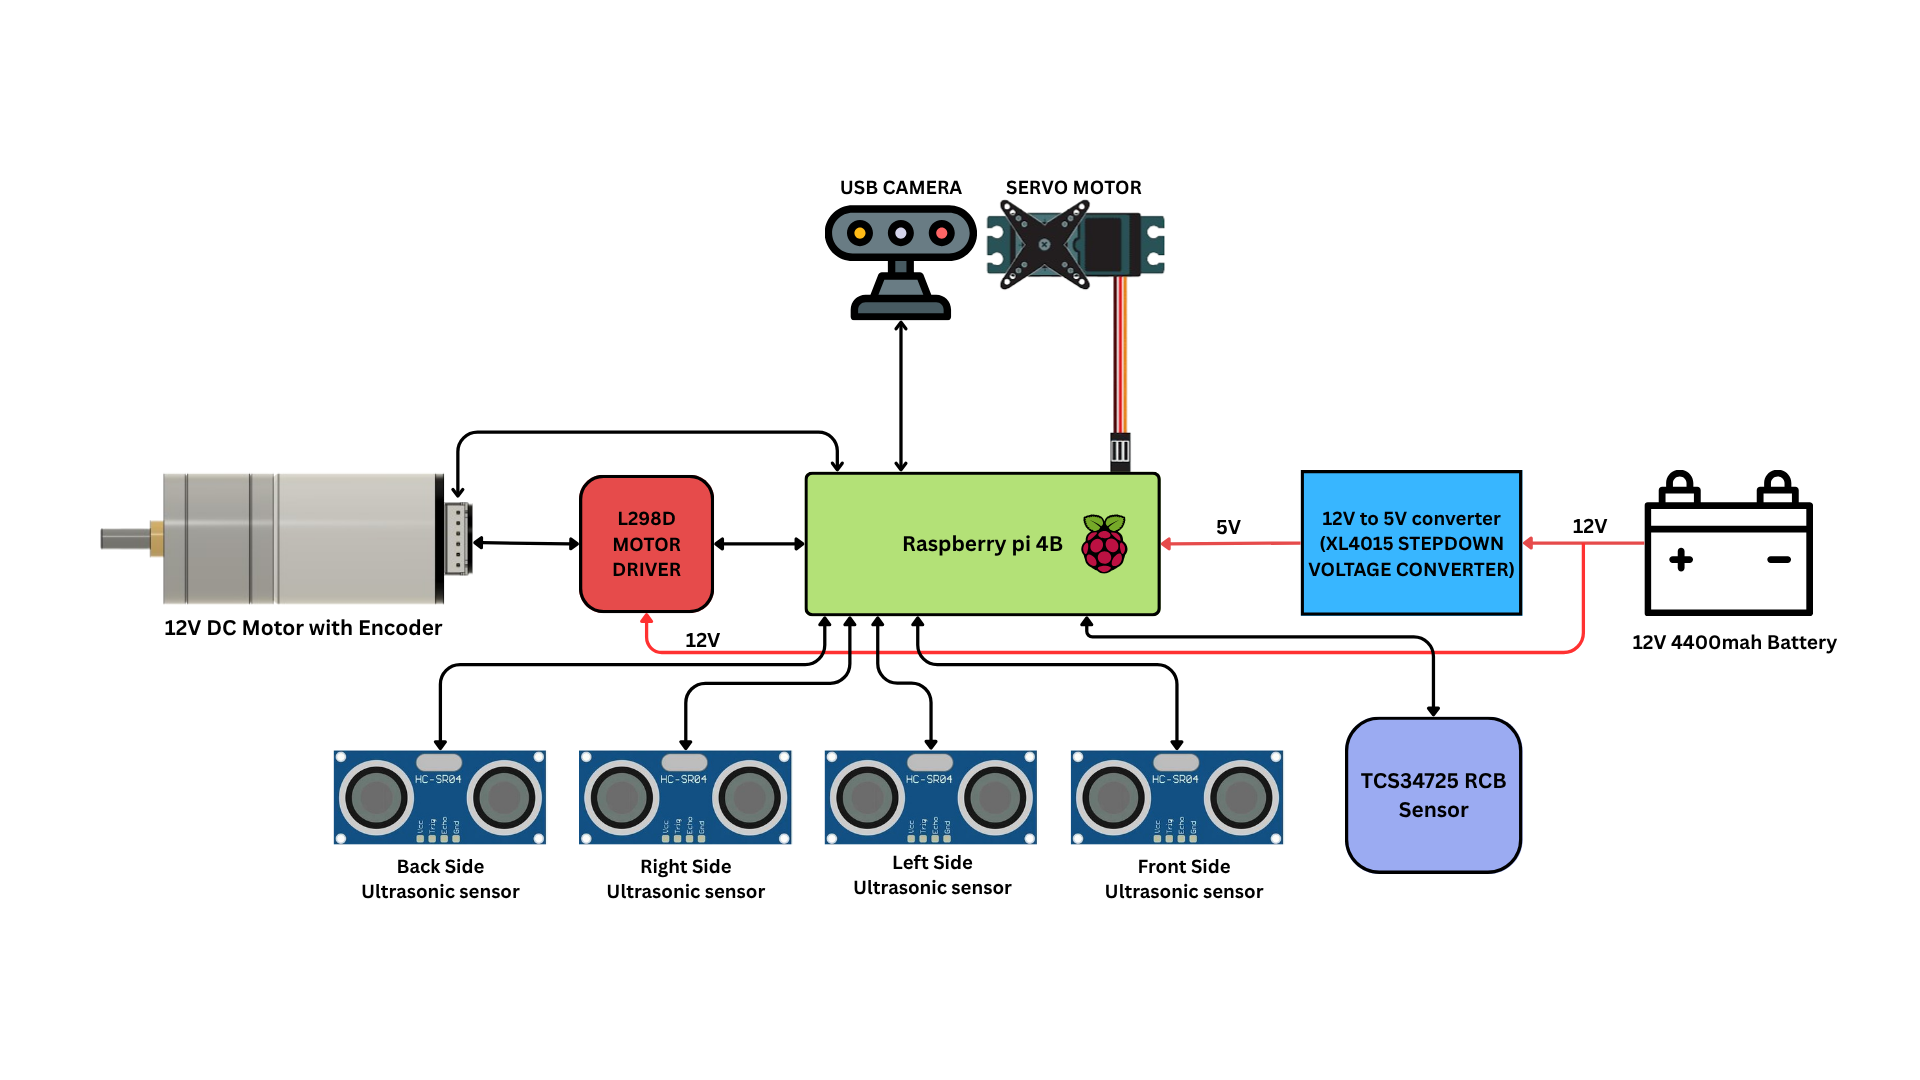 USB CAMERA
SERVO MOTOR
L298D
MOTOR
DRIVER
Raspberry pi 4B
5V
12V to 5V converter
(XL4015 STEPDOWN
VOLTAGE CONVERTER)
12V
12V DC Motor with Encoder
12V
12V 4400mah Battery
HC-SR04
Vcc
Trig
Echo
Gnd
HC-SR04
Vcc
Trig
Echo
Gnd
HC-SR04
Vcc
Trig
Echo
Gnd
HC-SR04
Vcc
Trig
Echo
Gnd
TCS34725 RCB
Sensor
Back Side
Ultrasonic sensor
Right Side
Ultrasonic sensor
Left Side
Ultrasonic sensor
Front Side
Ultrasonic sensor